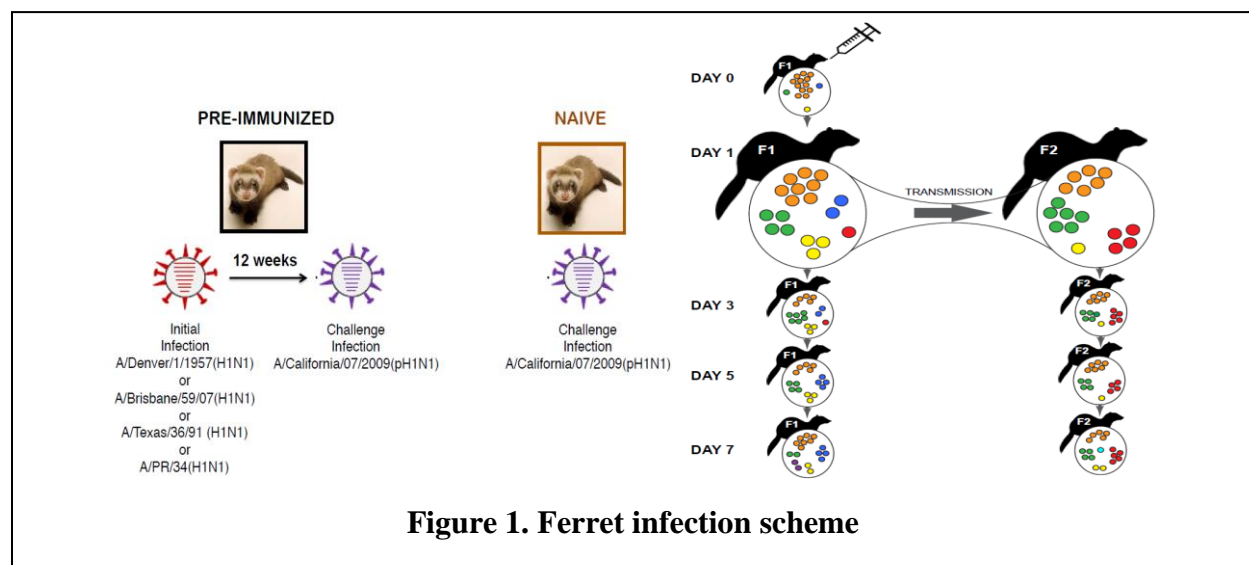 PRE-IMMUNIZED
12 weeks
Initial
Infection
A/Denver/1/1957(H1N1)
or
A/Brisbane/59/07(H1N1)
or
A/Texas/36/91 (H1N1)
or
A/PR/34(H1N1)
Challenge
Infection
A/California/07/2009(pH1N1)
NAIVE
Challenge
Infection
A/California/07/2009(pH1N1)
DAY 0
F1
DAY 1
F1
TRANSMISSION
F2
DAY 3
F1
F2
DAY 5
F1
F2
DAY 7
F1
F2
Figure 1. Ferret infection scheme